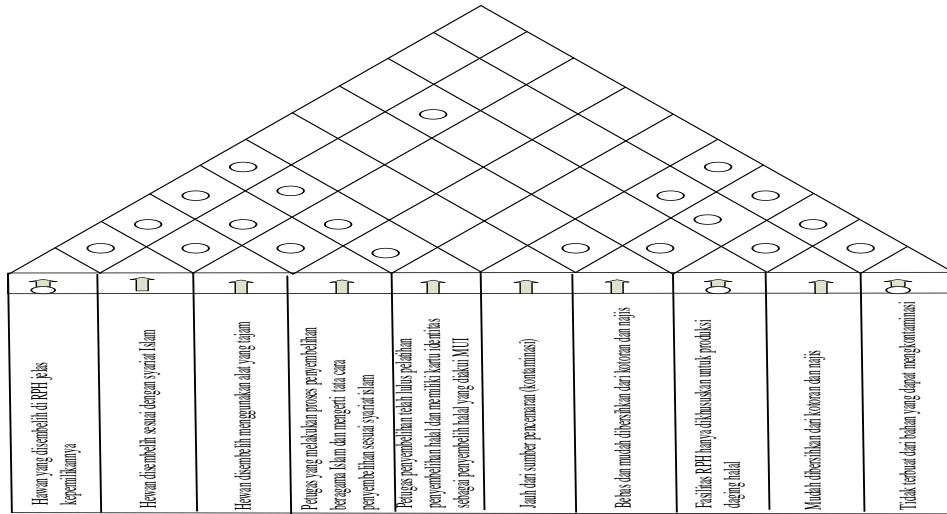 Hawan yang disembelih di RPH jelas
kepemilikannya
Hewan disembelih sesuai dengan syariat Islam
Hewan disembelih menggunakan alat yang tajam
Petugas yang melakukan proses penyembelihan
beragama Islam dan mengerti tata cara
penyembelihan sesuai syariat islam
Petugas penyembelihan telah lulus pelatihan
penyembelihan halal dan memiliki kartu identitas
sebagai penyembelih halal yang diakui MUI
Jauh dari sumber pencemaran (kontaminasi)
Bebas dan mudah dibersihkan dari kotoran dan najis
Fasilitas RPH hanya dikhususkan untuk produksi
daging halal
Mudah dibersihkan dari kotoran dan najis
Tidak terbuat dari bahan yang dapat mengkontaminasi